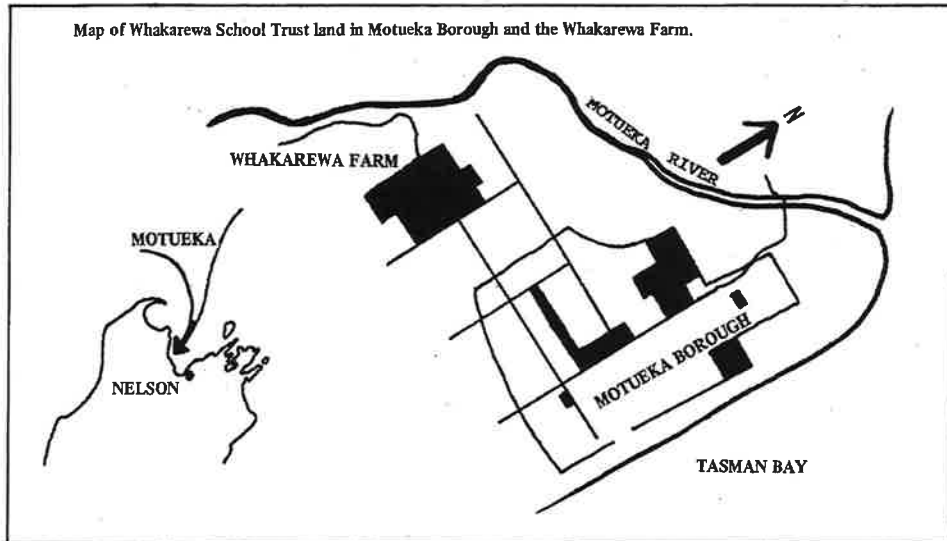 Map of Whakarewa School Trust land in Motueka Borough and the Whakarewa Farm.
MOTUEKA RIVER
N
WHAKAREWA FARM
MOTUEKA
NELSON
MOTUEKA BOROUGH
TASMAN BAY